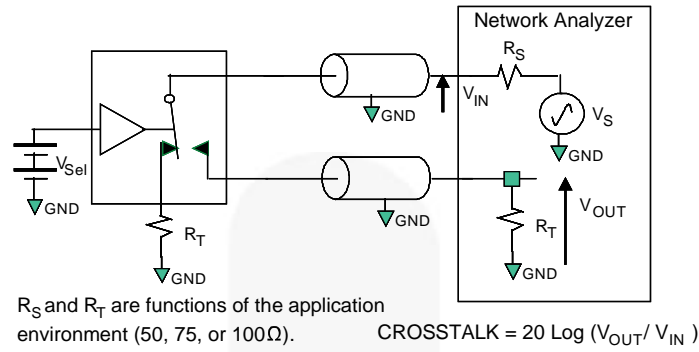 Network Analyzer
R_S
V_IN
GND
V_S
GND
V_Sel
GND
GND
V_OUT
R_T
R_T
GND
GND
R_S and R_T are functions of the application
environment (50, 75, or 100Ω).
CROSSTALK = 20 Log (V_OUT/ V_IN )